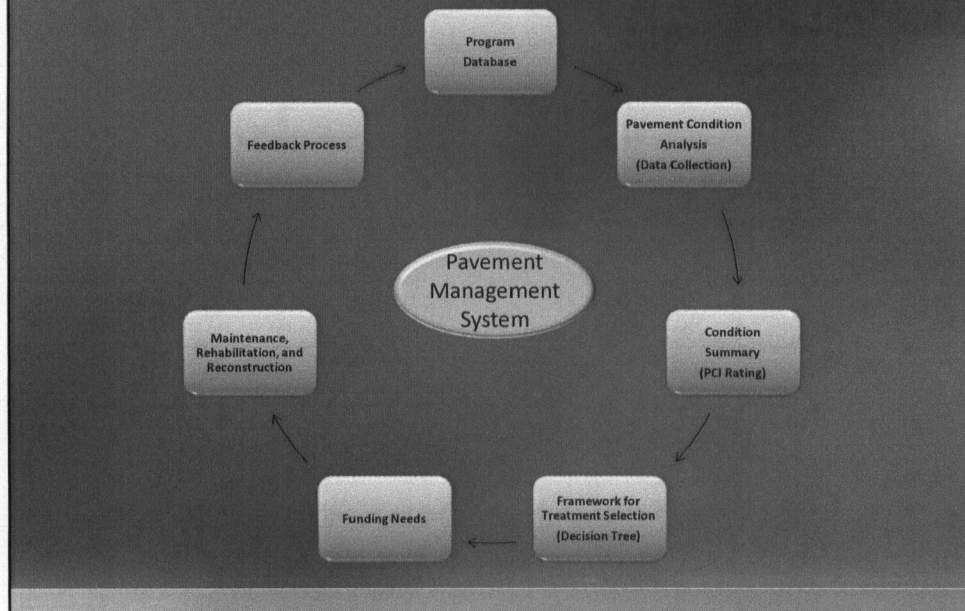 Program
Database
Pavement Condition
Analysis
(Data Collection)
Condition
Summary
(PCI Rating)
Framework for
Treatment Selection
(Decision Tree)
Funding Needs
Maintenance,
Rehabilitation, and
Reconstruction
Feedback Process
Pavement
Management
System